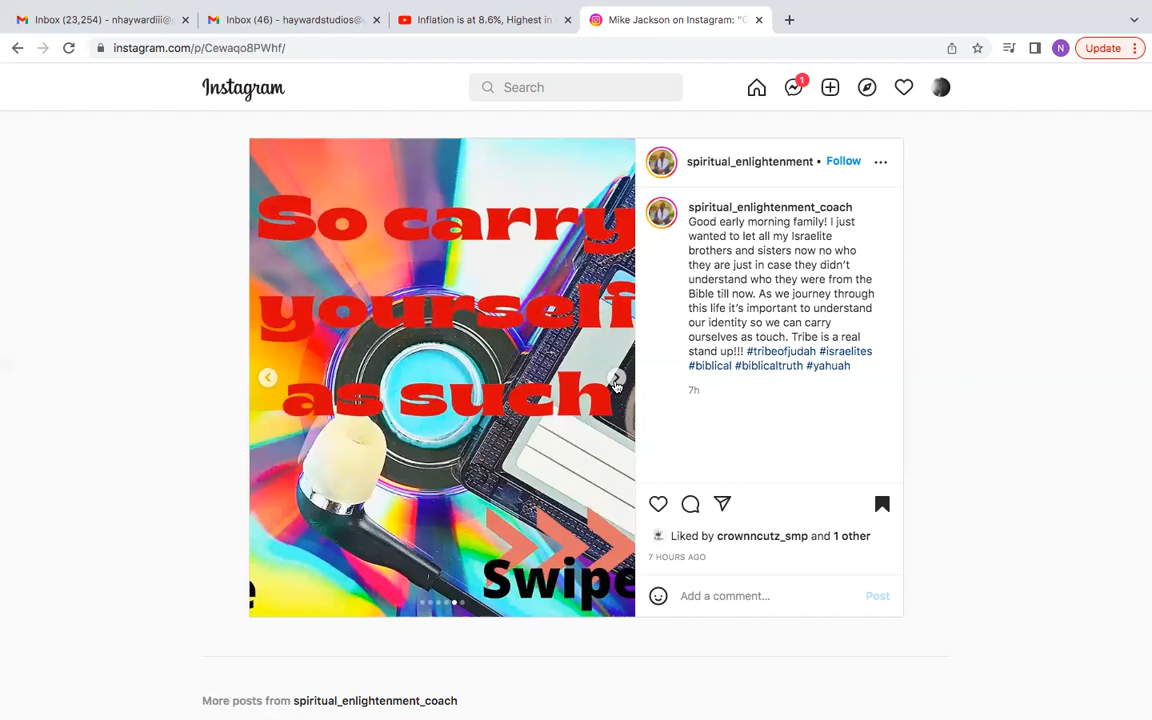 Inbox (23,254) - nhaywardiii@
Inbox (46) - haywardstudios@
Inflation is at 8.6%, Highest in
Mike Jackson on Instagram: “C
instagram.com/p/Cewaqo8PWhf/
N
Update
Instagram
Search
1
So carry
yourself
as such
Swipe
e
spiritual_enlightenment • Follow
spiritual_enlightenment_coach
Good early morning family! I just
wanted to let all my Israelite
brothers and sisters now no who
they are just in case they didn’t
understand who they were from the
Bible till now. As we journey through
this life it’s important to understand
our identity so we can carry
ourselves as touch. Tribe is a real
stand up!!! #tribeofjudah #israelites
#biblical #biblicaltruth #yahuah
7h
Liked by crownncutz_smp and 1 other
7 HOURS AGO
Add a comment...
Post
More posts from spiritual_enlightenment_coach